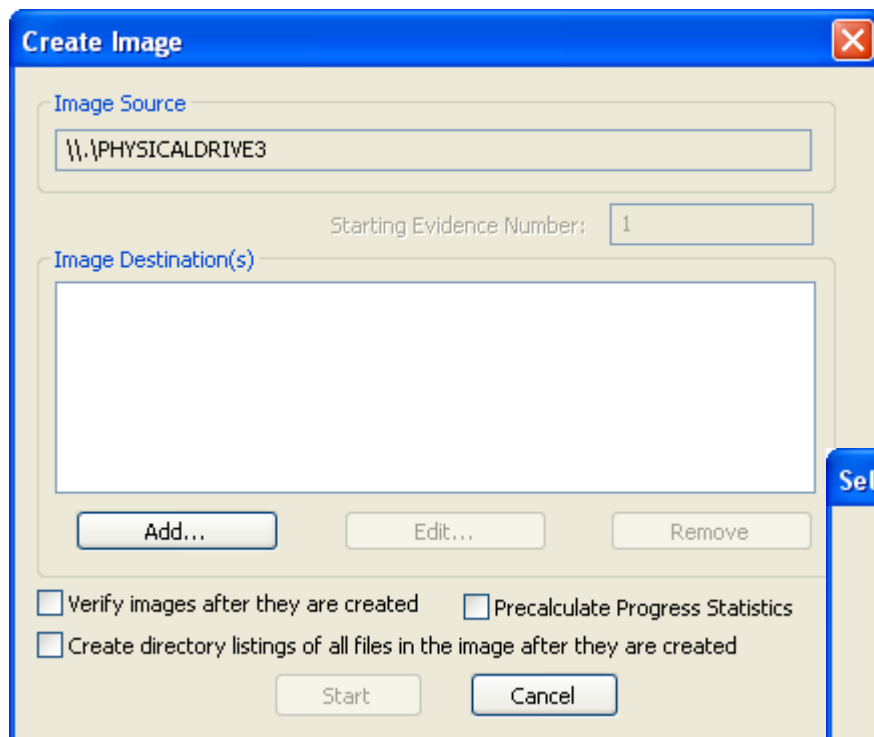 Create Image
Image Source
\\.\PHYSICALDRIVE3
Starting Evidence Number: 1
Image Destination(s)
Add... Edit... Remove
Verify images after they are created Precalculate Progress Statistics
Create directory listings of all files in the image after they are created
Start Cancel